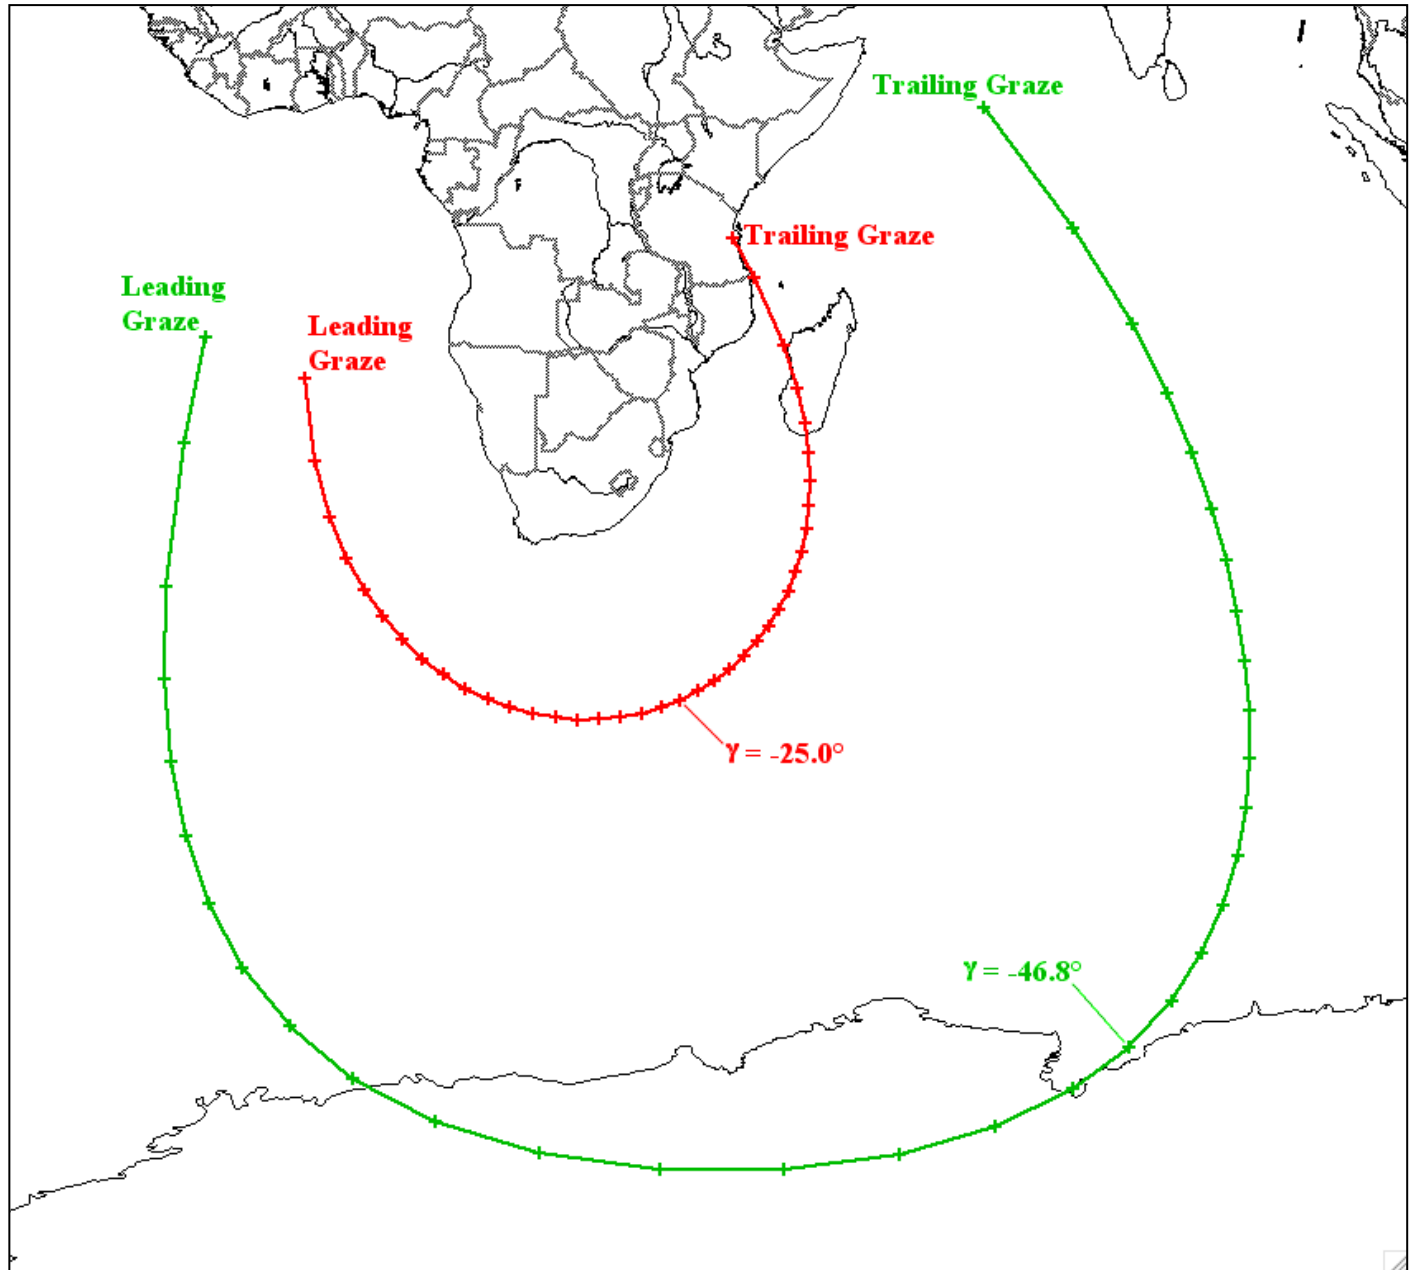 Trailing Graze
Trailing Graze
Leading
Graze
Leading
Graze
γ = -25.0°
γ = -46.8°